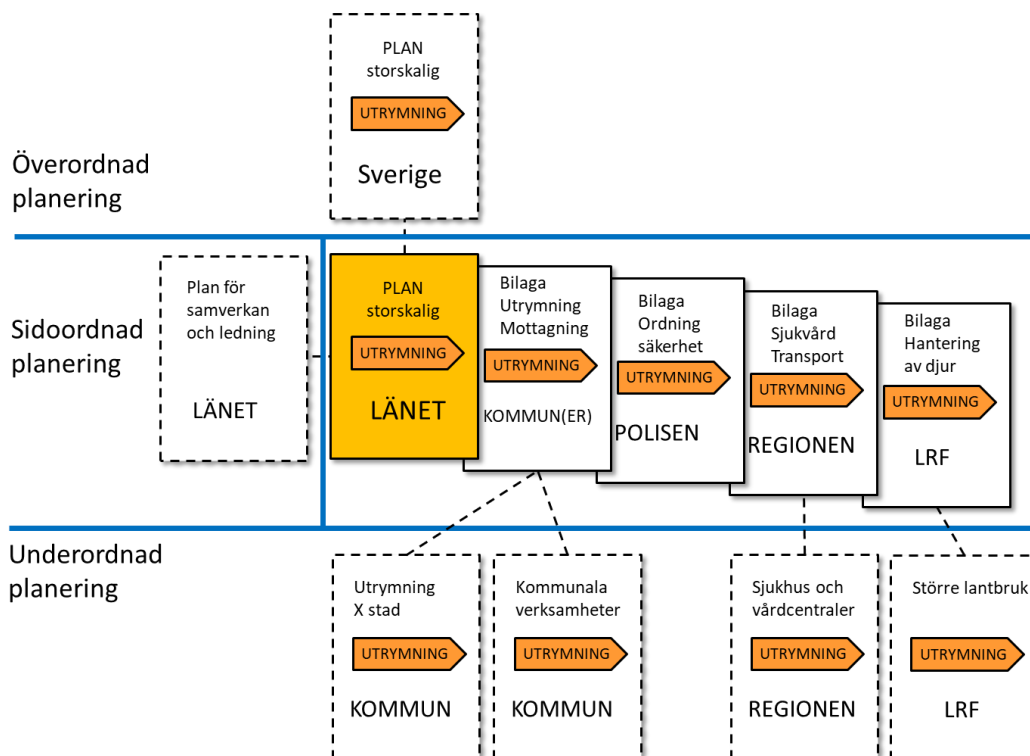 PLAN
storskalig
UTRYMNING
Sverige
Överordnad
planering
Sidoordnad
planering
Plan för
samverkan
och ledning
LÄNET
PLAN
storskalig
UTRYMNING
LÄNET
Bilaga
Utrymning
Mottagning
UTRYMNING
KOMMUN(ER)
Bilaga
Ordning
säkerhet
UTRYMNING
POLISEN
Bilaga
Sjukvård
Transport
UTRYMNING
REGIONEN
Bilaga
Hantering
av djur
UTRYMNING
LRF
Underordnad
planering
Utrymning
X stad
UTRYMNING
KOMMUN
Kommunala
verksamheter
UTRYMNING
KOMMUN
Sjukhus och
vårdcentraler
UTRYMNING
REGIONEN
Större lantbruk
UTRYMNING
LRF